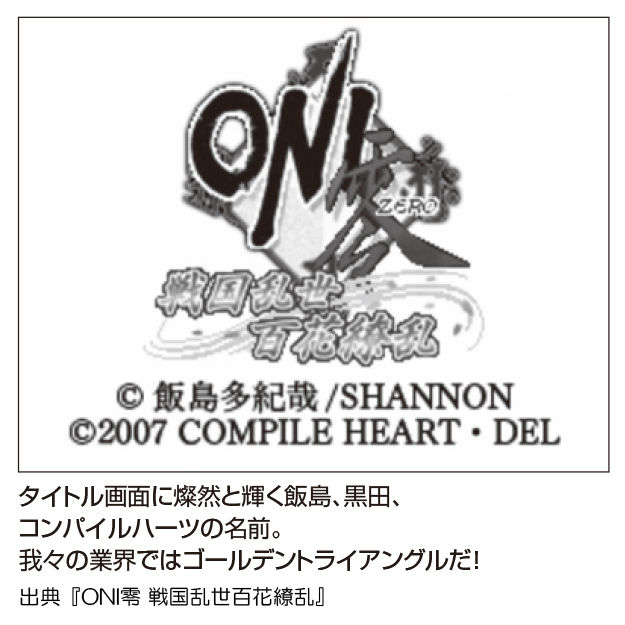 ONI
零
ZERO
戦国乱世
百花繚乱
© 飯島多紀哉/SHANNON
©2007 COMPILE HEART・DEL
タイトル画面に燦然と輝く飯島、黒田、
コンパイルハーツの名前。
我々の業界ではゴールデントライアングルだ!
出典『ONI零 戦国乱世百花繚乱』